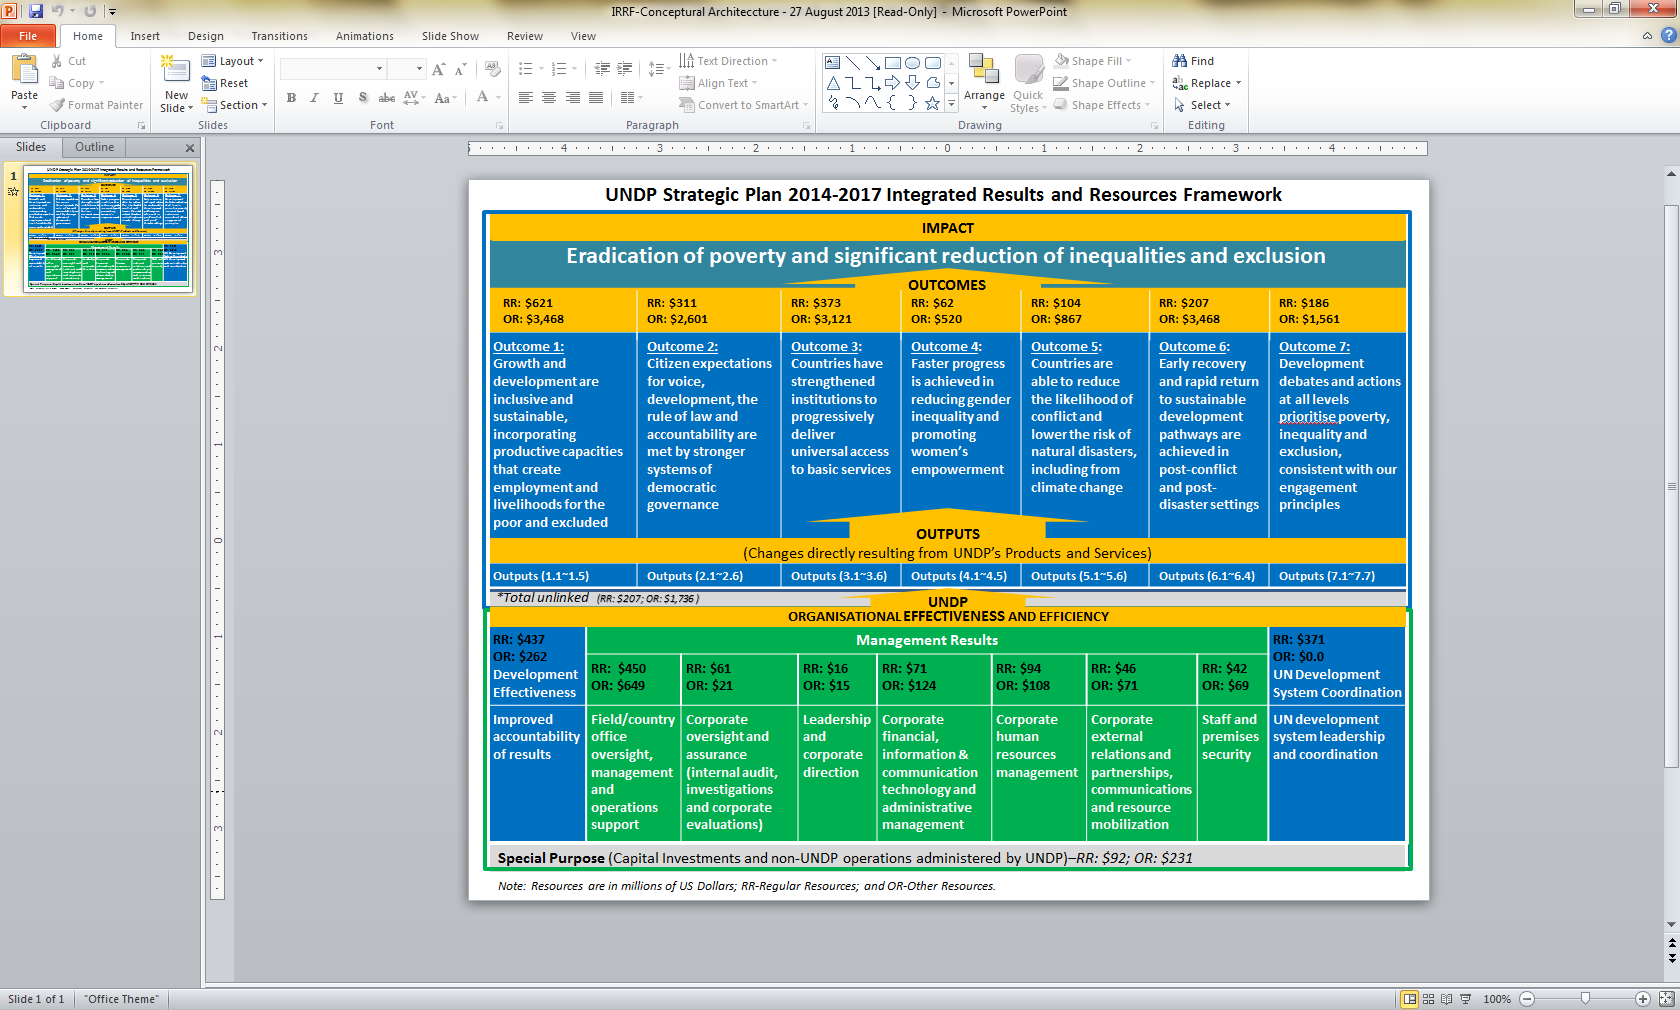 IRRF-Conceptural Architeccture - 27 August 2013 [Read-Only] - Microsoft PowerPoint
File Home Insert Design Transitions Animations Slide Show Review View
Paste
Cut
Copy
Format Painter
Clipboard
New Slide
Layout
Reset
Section
Slides
Font
Text Direction
Align Text
Convert to SmartArt
Paragraph
Arrange
Quick Styles
Shape Fill
Shape Outline
Shape Effects
Drawing
Find
Replace
Select
Editing
Slides Outline
1
UNDP Strategic Plan 2014-2017 Integrated Results and Resources Framework
IMPACT
Eradication of poverty and significant reduction of inequalities and exclusion
OUTCOMES
RR: $621
OR: $3,468
RR: $311
OR: $2,601
RR: $373
OR: $3,121
RR: $62
OR: $520
RR: $104
OR: $867
RR: $207
OR: $3,468
RR: $186
OR: $1,561
Outcome 1:
Growth and
development are
inclusive and
sustainable,
incorporating
productive capacities
that create
employment and
livelihoods for the
poor and excluded
Outcome 2:
Citizen expectations
for voice,
development, the
rule of law and
accountability are
met by stronger
systems of
democratic
governance
Outcome 3:
Countries have
strengthened
institutions to
progressively
deliver
universal access
to basic services
Outcome 4:
Faster progress
is achieved in
reducing gender
inequality and
promoting
women's
empowerment
Outcome 5:
Countries are
able to reduce
the likelihood of
conflict and
lower the risk of
natural disasters,
including from
climate change
Outcome 6:
Early recovery
and rapid return
to sustainable
development
pathways are
achieved in
post-conflict
and post-
disaster settings
Outcome 7:
Development
debates and actions
at all levels
prioritise poverty,
inequality and
exclusion,
consistent with our
engagement
principles
OUTPUTS
(Changes directly resulting from UNDP's Products and Services)
Outputs (1.1~1.5) Outputs (2.1~2.6) Outputs (3.1~3.6) Outputs (4.1~4.5) Outputs (5.1~5.6) Outputs (6.1~6.4) Outputs (7.1~7.7)
*Total unlinked (RR: $207; OR: $1,736 )
UNDP
ORGANISATIONAL EFFECTIVENESS AND EFFICIENCY
RR: $437
OR: $262
Development
Effectiveness
Management Results
RR: $450
OR: $649
RR: $61
OR: $21
RR: $16
OR: $15
RR: $71
OR: $124
RR: $94
OR: $108
RR: $46
OR: $71
RR: $42
OR: $69
RR: $371
OR: $0.0
UN Development
System Coordination
Improved
accountability
of results
Field/country
office
oversight,
management
and
operations
support
Corporate
oversight and
assurance
(internal audit,
investigations
and corporate
evaluations)
Leadership
and
corporate
direction
Corporate
financial,
information &
communication
technology and
administrative
management
Corporate
human
resources
management
Corporate
external
relations and
partnerships,
communications
and resource
mobilization
Staff and
premises
security
UN development
system leadership
and coordination
Special Purpose (Capital Investments and non-UNDP operations administered by UNDP)–RR: $92; OR: $231
Note: Resources are in millions of US Dollars; RR-Regular Resources; and OR-Other Resources.
Slide 1 of 1 "Office Theme" 100%